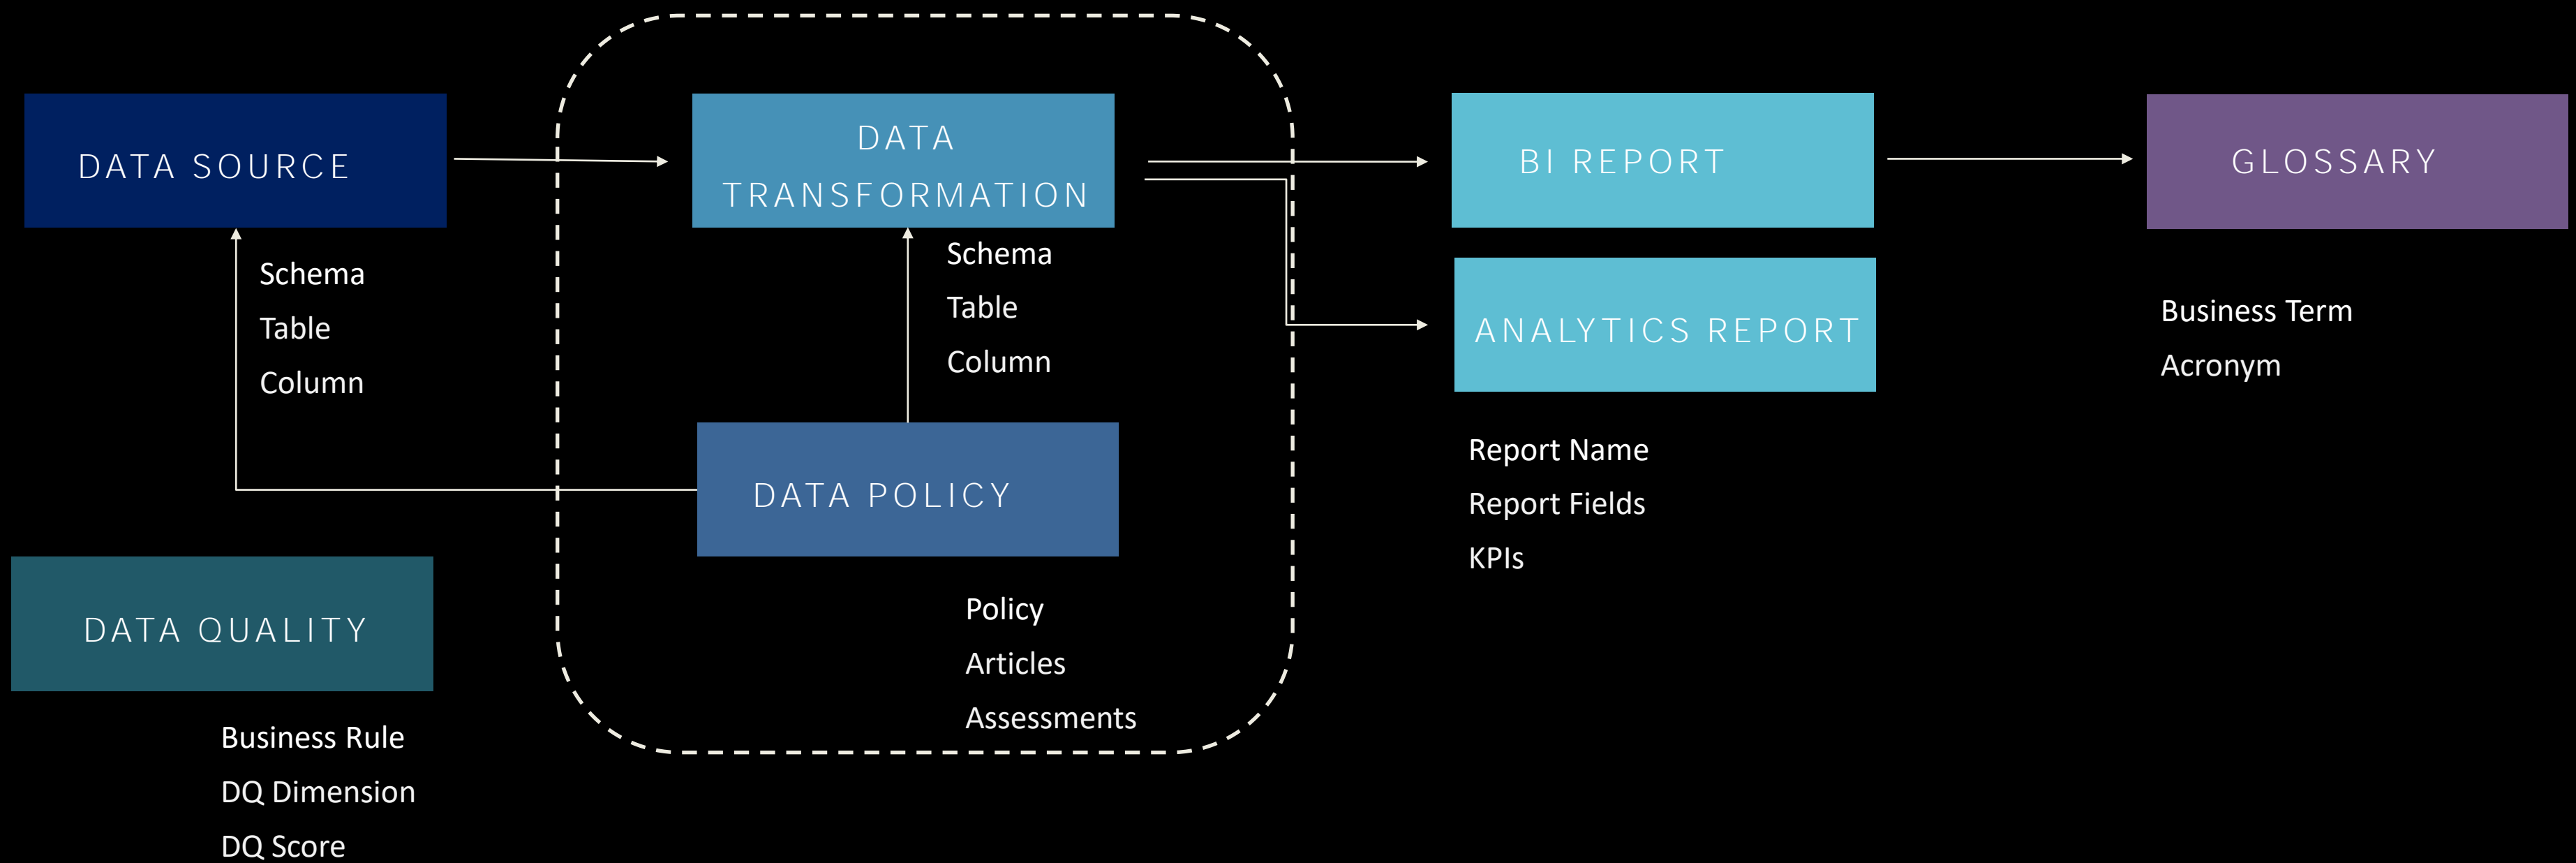 DATA SOURCE
Schema
Table
Column
DATA
TRANSFORMATION
Schema
Table
Column
BI REPORT
ANALYTICS REPORT
Report Name
Report Fields
KPIs
GLOSSARY
Business Term
Acronym
DATA POLICY
Policy
Articles
Assessments
DATA QUALITY
Business Rule
DQ Dimension
DQ Score